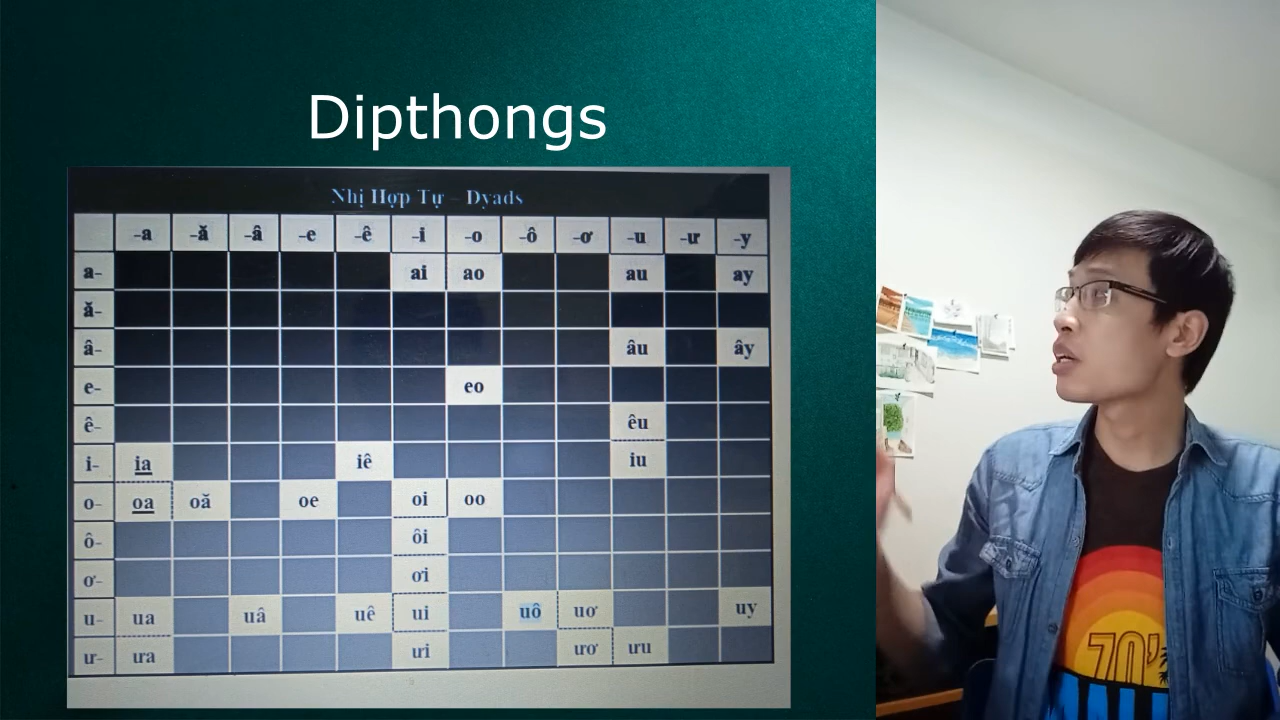 Dipthongs
Nhị Hợp Tự – Dyads
-a -ă -â -e -ê -i -o -ô -ơ -u -ư -y
a- ai ao au ay
ă-
â- âu ây
e- eo
ê- êu
i- ia iê iu
o- oa oă oe oi oo
ô- ôi
ơ- ơi
u- ua uâ uê ui uô uơ uy
ư- ưa ưi ươ ưu
70'